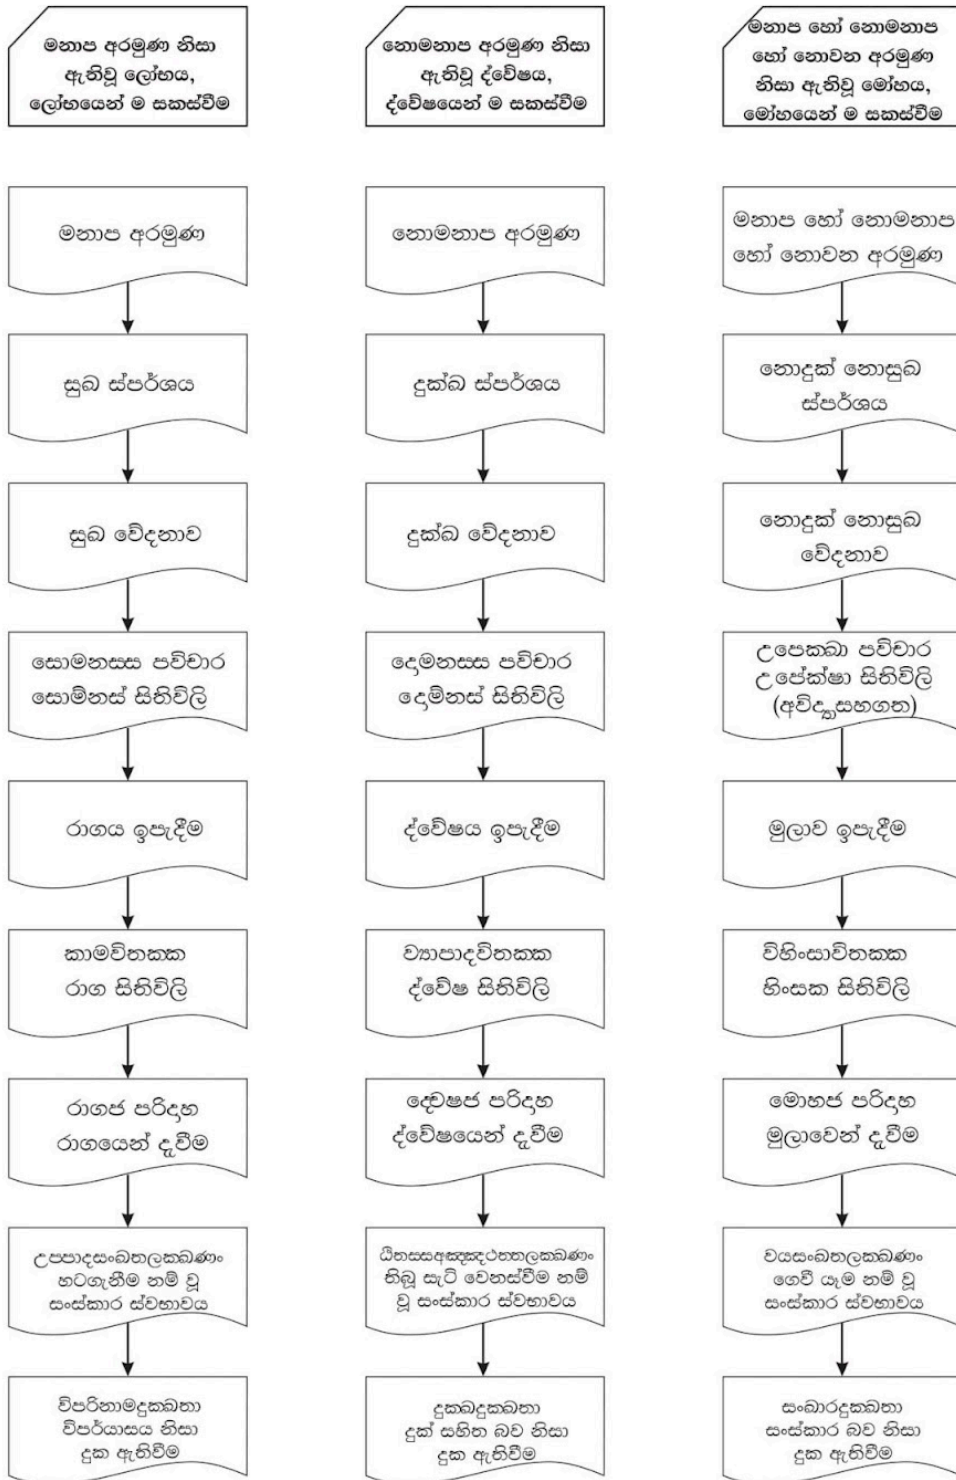 මනාප අරමුණ නිසා
ඇතිවූ ලෝභය,
ලෝභයෙන් ම සකස්වීම
මනාප අරමුණ
සුඛ ස්පර්ශය
සුඛ වේදනාව
සොමනස්ස පවිචාර
සොම්නස් සිතිවිලි
රාගය ඉපැදීම
කාමවිතක්ක
රාග සිතිවිලි
රාගජ පරිදාහ
රාගයෙන් දැවීම
උප්පාදසංඛතලක්ඛණං
හටගැනීම නම් වූ
සංස්කාර ස්වභාවය
විපරිනාමදුක්ඛතා
විපර්යාසය නිසා
දුක ඇතිවීම
නොමනාප අරමුණ නිසා
ඇතිවූ ද්වේෂය,
ද්වේෂයෙන් ම සකස්වීම
නොමනාප අරමුණ
දුක්ඛ ස්පර්ශය
දුක්ඛ වේදනාව
දොමනස්ස පවිචාර
දොම්නස් සිතිවිලි
ද්වේෂය ඉපැදීම
ව්‍යාපාදවිතක්ක
ද්වේෂ සිතිවිලි
ද්වෙෂජ පරිදාහ
ද්වේෂයෙන් දැවීම
ඨිතස්සඅඤ්ඤථත්තලක්ඛණං
තිබූ සැටි වෙනස්වීම නම්
වූ සංස්කාර ස්වභාවය
දුක්ඛදුක්ඛතා
දුක් සහිත බව නිසා
දුක ඇතිවීම
මනාප හෝ නොමනාප
හෝ නොවන අරමුණ
නිසා ඇතිවූ මෝහය,
මෝහයෙන් ම සකස්වීම
මනාප හෝ නොමනාප
හෝ නොවන අරමුණ
නොදුක් නොසුඛ
ස්පර්ශය
නොදුක් නොසුඛ
වේදනාව
උපෙක්ඛා පවිචාර
උපේක්ෂා සිතිවිලි
(අවිද්‍යාසහගත)
මුලාව ඉපැදීම
විහිංසාවිතක්ක
හිංසක සිතිවිලි
මොහජ පරිදාහ
මුලාවෙන් දැවීම
වයසංඛතලක්ඛණං
ගෙවී යෑම නම් වූ
සංස්කාර ස්වභාවය
සංඛාරදුක්ඛතා
සංස්කාර බව නිසා
දුක ඇතිවීම